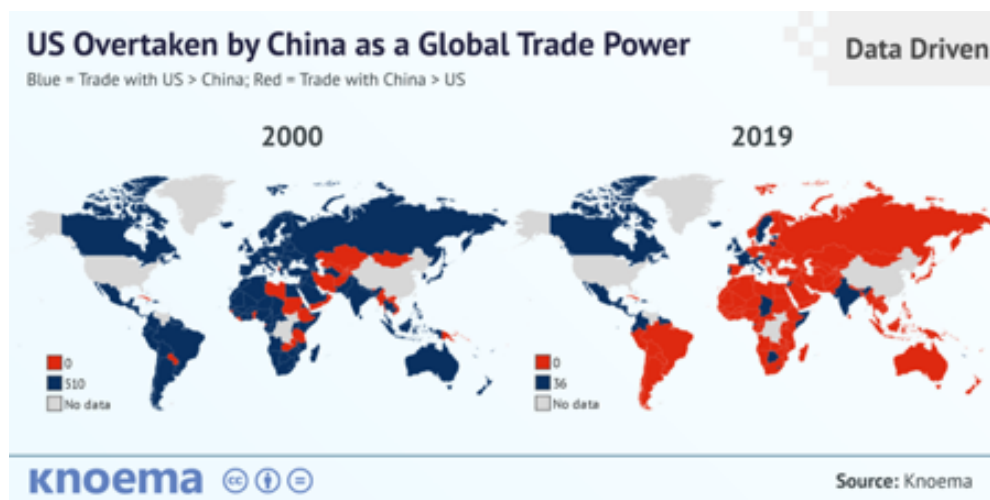 US Overtaken by China as a Global Trade Power
Data Driven
Blue = Trade with US > China; Red = Trade with China > US
2000
2019
0
510
No data
0
36
No data
knoema
cc
Source: Knoema